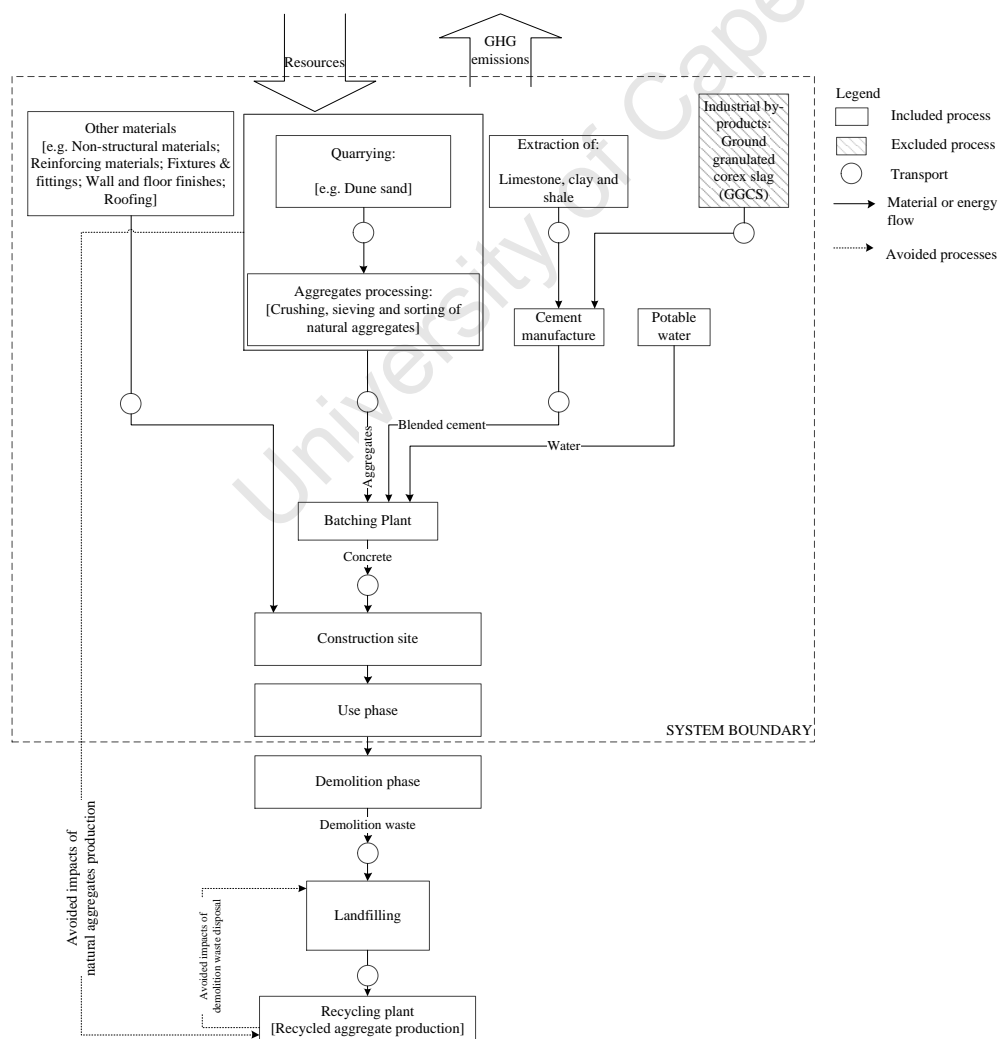 Resources
GHG
emissions
Other materials
[e.g. Non-structural materials;
Reinforcing materials; Fixtures &
fittings; Wall and floor finishes;
Roofing]
Quarrying:
[e.g. Dune sand]
Extraction of:
Limestone, clay and
shale
Industrial by-
products:
Ground
granulated
corex slag
(GGCS)
Legend
Included process
Excluded process
Transport
Material or energy
flow
Avoided processes
Aggregates processing:
[Crushing, sieving and sorting of
natural aggregates]
Cement
manufacture
Potable
water
Aggregates
Blended cement
Water
Batching Plant
Concrete
Construction site
Use phase
SYSTEM BOUNDARY
Demolition phase
Demolition waste
Landfilling
Avoided impacts of
natural aggregates production
Avoided impacts of
demolition waste disposal
Recycling plant
[Recycled aggregate production]
University of Cape